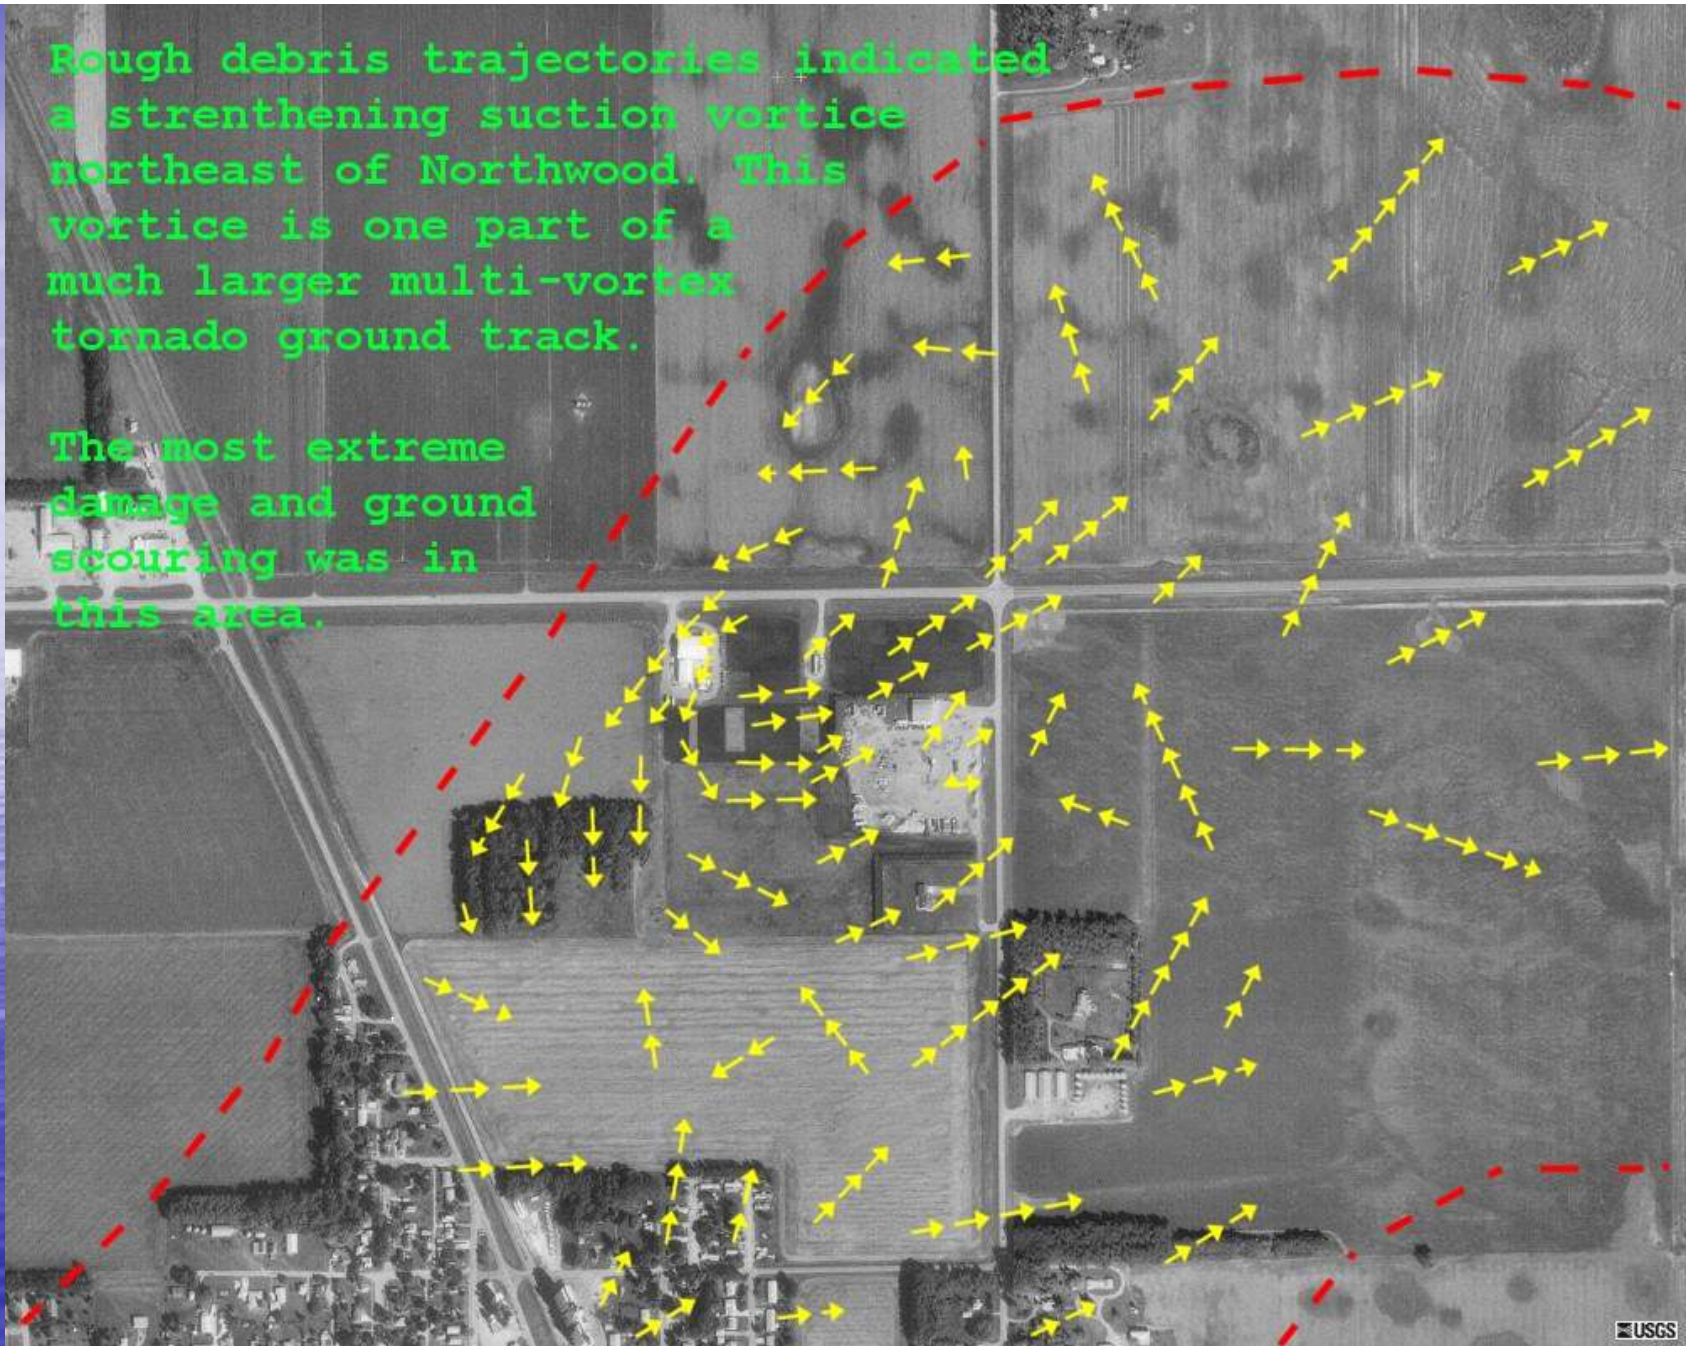 Rough debris trajectories indicated
a strenthening suction vortice
northeast of Northwood. This
vortice is one part of a
much larger multi-vortex
tornado ground track.
The most extreme
damage and ground
scouring was in
this area.
USGS